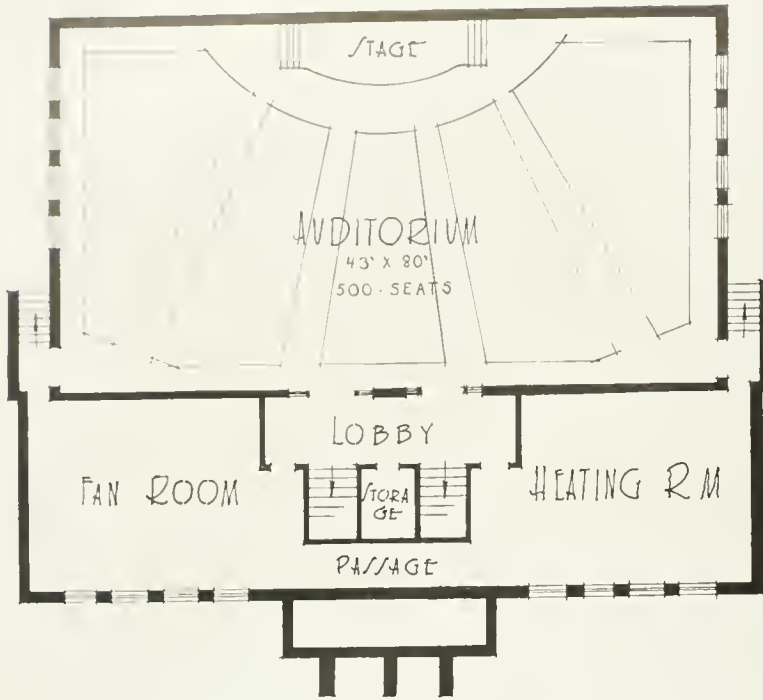 STAGE
AUDITORIUM
43' X 80'
500 - SEATS
LOBBY
FAN ROOM
STORA
GE
HEATING RM
PASSAGE